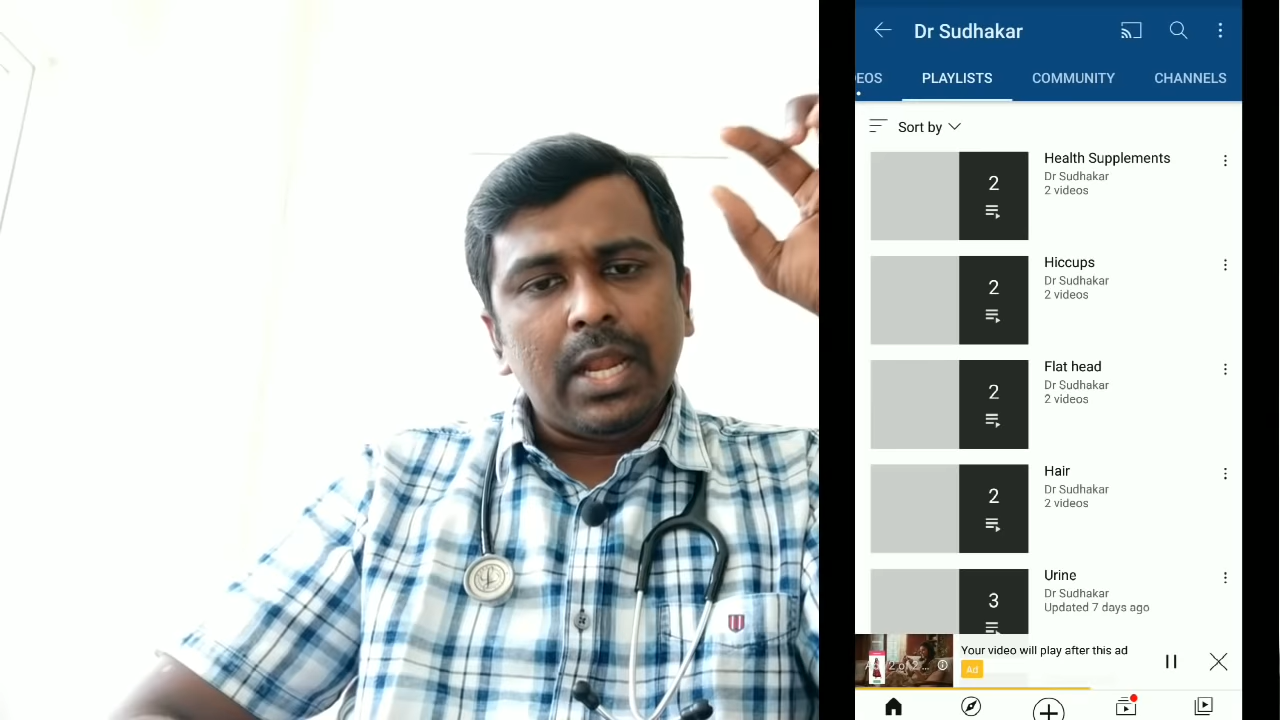 Dr Sudhakar
EOS
PLAYLISTS
COMMUNITY
CHANNELS
Sort by
2
Health Supplements
Dr Sudhakar
2 videos
2
Hiccups
Dr Sudhakar
2 videos
2
Flat head
Dr Sudhakar
2 videos
2
Hair
Dr Sudhakar
2 videos
3
Urine
Dr Sudhakar
Updated 7 days ago
Your video will play after this ad
Ad